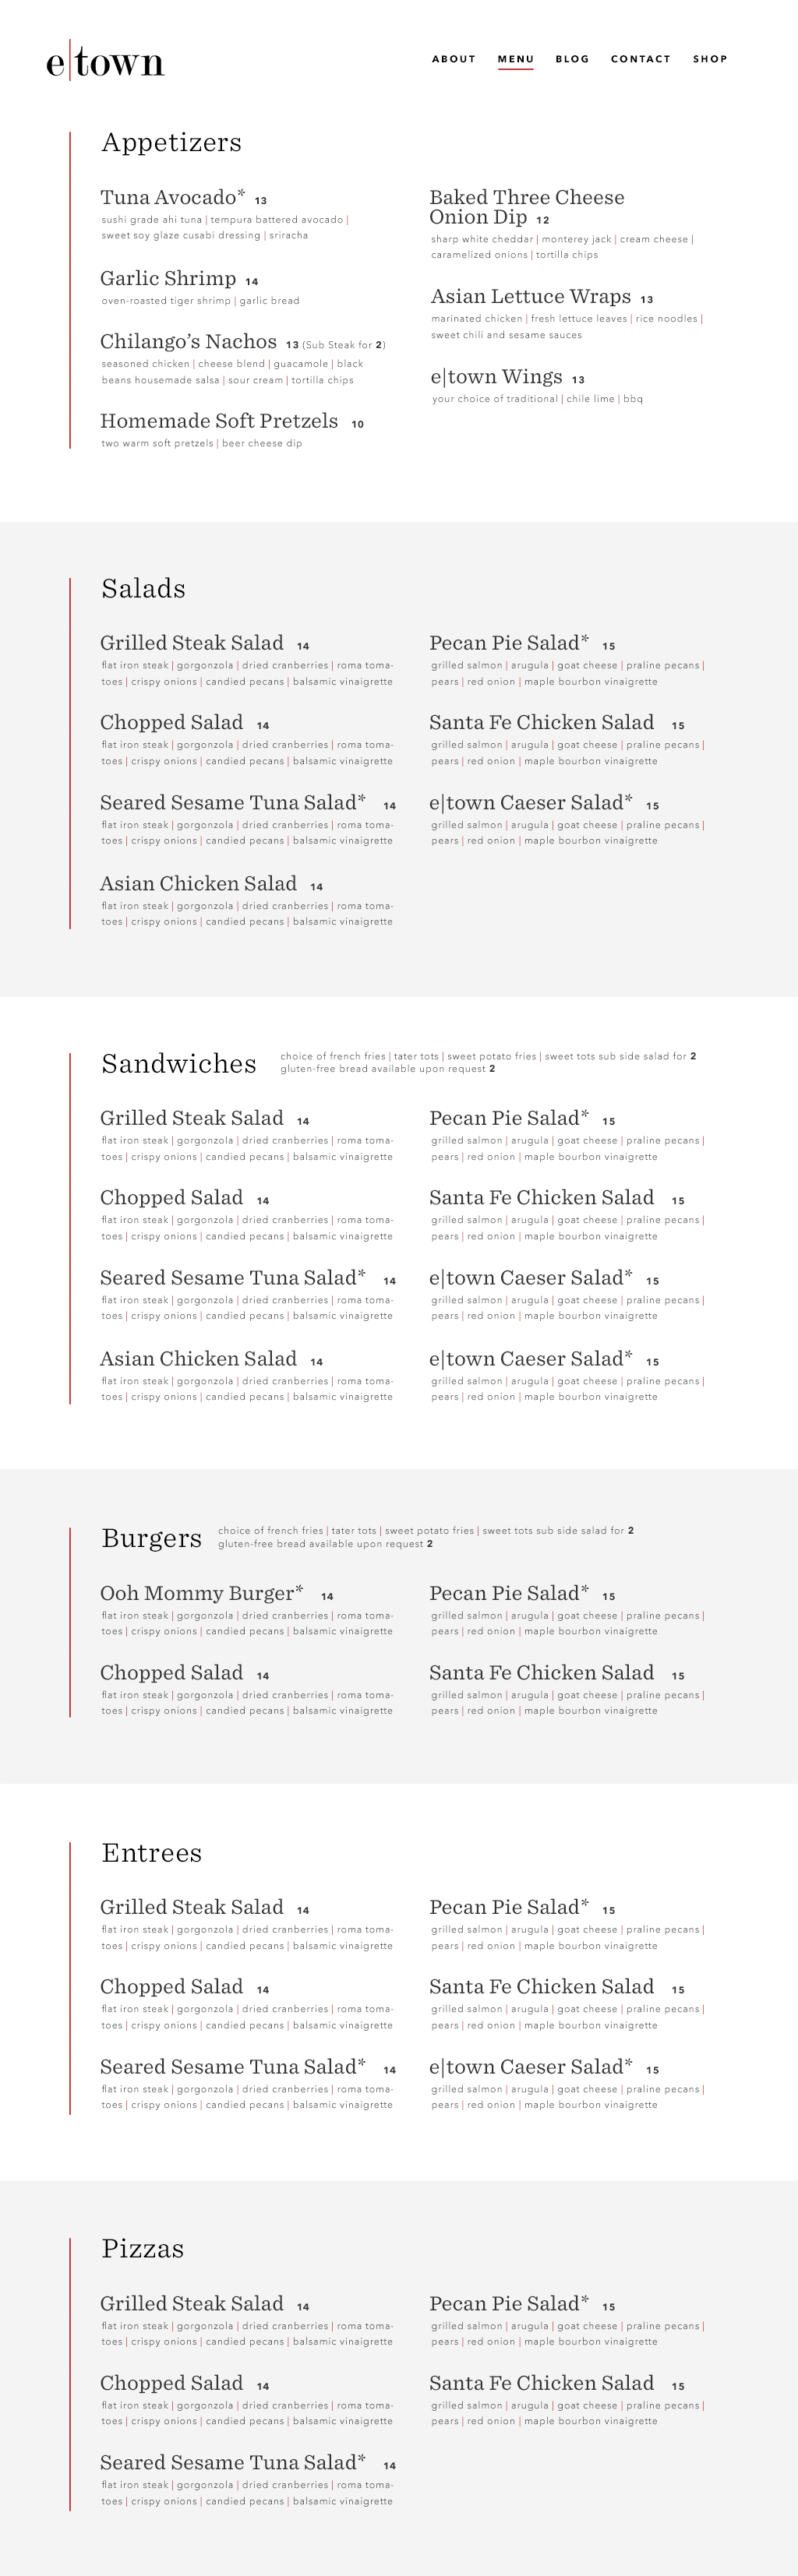 e|town
ABOUT MENU BLOG CONTACT SHOP
Appetizers
Tuna Avocado* 13
sushi grade ahi tuna | tempura battered avocado |
sweet soy glaze cusabi dressing | sriracha
Garlic Shrimp 14
oven-roasted tiger shrimp | garlic bread
Chilango’s Nachos 13 (Sub Steak for 2)
seasoned chicken | cheese blend | guacamole | black
beans housemade salsa | sour cream | tortilla chips
Homemade Soft Pretzels 10
two warm soft pretzels | beer cheese dip
Baked Three Cheese
Onion Dip 12
sharp white cheddar | monterey jack | cream cheese |
caramelized onions | tortilla chips
Asian Lettuce Wraps 13
marinated chicken | fresh lettuce leaves | rice noodles |
sweet chili and sesame sauces
e|town Wings 13
your choice of traditional | chile lime | bbq
Salads
Grilled Steak Salad 14
flat iron steak | gorgonzola | dried cranberries | roma toma-
toes | crispy onions | candied pecans | balsamic vinaigrette
Chopped Salad 14
flat iron steak | gorgonzola | dried cranberries | roma toma-
toes | crispy onions | candied pecans | balsamic vinaigrette
Seared Sesame Tuna Salad* 14
flat iron steak | gorgonzola | dried cranberries | roma toma-
toes | crispy onions | candied pecans | balsamic vinaigrette
Asian Chicken Salad 14
flat iron steak | gorgonzola | dried cranberries | roma toma-
toes | crispy onions | candied pecans | balsamic vinaigrette
Pecan Pie Salad* 15
grilled salmon | arugula | goat cheese | praline pecans |
pears | red onion | maple bourbon vinaigrette
Santa Fe Chicken Salad 15
grilled salmon | arugula | goat cheese | praline pecans |
pears | red onion | maple bourbon vinaigrette
e|town Caeser Salad* 15
grilled salmon | arugula | goat cheese | praline pecans |
pears | red onion | maple bourbon vinaigrette
Sandwiches
choice of french fries | tater tots | sweet potato fries | sweet tots sub side salad for 2
gluten-free bread available upon request 2
Grilled Steak Salad 14
flat iron steak | gorgonzola | dried cranberries | roma toma-
toes | crispy onions | candied pecans | balsamic vinaigrette
Chopped Salad 14
flat iron steak | gorgonzola | dried cranberries | roma toma-
toes | crispy onions | candied pecans | balsamic vinaigrette
Seared Sesame Tuna Salad* 14
flat iron steak | gorgonzola | dried cranberries | roma toma-
toes | crispy onions | candied pecans | balsamic vinaigrette
Asian Chicken Salad 14
flat iron steak | gorgonzola | dried cranberries | roma toma-
toes | crispy onions | candied pecans | balsamic vinaigrette
Pecan Pie Salad* 15
grilled salmon | arugula | goat cheese | praline pecans |
pears | red onion | maple bourbon vinaigrette
Santa Fe Chicken Salad 15
grilled salmon | arugula | goat cheese | praline pecans |
pears | red onion | maple bourbon vinaigrette
e|town Caeser Salad* 15
grilled salmon | arugula | goat cheese | praline pecans |
pears | red onion | maple bourbon vinaigrette
e|town Caeser Salad* 15
grilled salmon | arugula | goat cheese | praline pecans |
pears | red onion | maple bourbon vinaigrette
Burgers
choice of french fries | tater tots | sweet potato fries | sweet tots sub side salad for 2
gluten-free bread available upon request 2
Ooh Mommy Burger* 14
flat iron steak | gorgonzola | dried cranberries | roma toma-
toes | crispy onions | candied pecans | balsamic vinaigrette
Chopped Salad 14
flat iron steak | gorgonzola | dried cranberries | roma toma-
toes | crispy onions | candied pecans | balsamic vinaigrette
Pecan Pie Salad* 15
grilled salmon | arugula | goat cheese | praline pecans |
pears | red onion | maple bourbon vinaigrette
Santa Fe Chicken Salad 15
grilled salmon | arugula | goat cheese | praline pecans |
pears | red onion | maple bourbon vinaigrette
Entrees
Grilled Steak Salad 14
flat iron steak | gorgonzola | dried cranberries | roma toma-
toes | crispy onions | candied pecans | balsamic vinaigrette
Chopped Salad 14
flat iron steak | gorgonzola | dried cranberries | roma toma-
toes | crispy onions | candied pecans | balsamic vinaigrette
Seared Sesame Tuna Salad* 14
flat iron steak | gorgonzola | dried cranberries | roma toma-
toes | crispy onions | candied pecans | balsamic vinaigrette
Pecan Pie Salad* 15
grilled salmon | arugula | goat cheese | praline pecans |
pears | red onion | maple bourbon vinaigrette
Santa Fe Chicken Salad 15
grilled salmon | arugula | goat cheese | praline pecans |
pears | red onion | maple bourbon vinaigrette
e|town Caeser Salad* 15
grilled salmon | arugula | goat cheese | praline pecans |
pears | red onion | maple bourbon vinaigrette
Pizzas
Grilled Steak Salad 14
flat iron steak | gorgonzola | dried cranberries | roma toma-
toes | crispy onions | candied pecans | balsamic vinaigrette
Chopped Salad 14
flat iron steak | gorgonzola | dried cranberries | roma toma-
toes | crispy onions | candied pecans | balsamic vinaigrette
Seared Sesame Tuna Salad* 14
flat iron steak | gorgonzola | dried cranberries | roma toma-
toes | crispy onions | candied pecans | balsamic vinaigrette
Pecan Pie Salad* 15
grilled salmon | arugula | goat cheese | praline pecans |
pears | red onion | maple bourbon vinaigrette
Santa Fe Chicken Salad 15
grilled salmon | arugula | goat cheese | praline pecans |
pears | red onion | maple bourbon vinaigrette